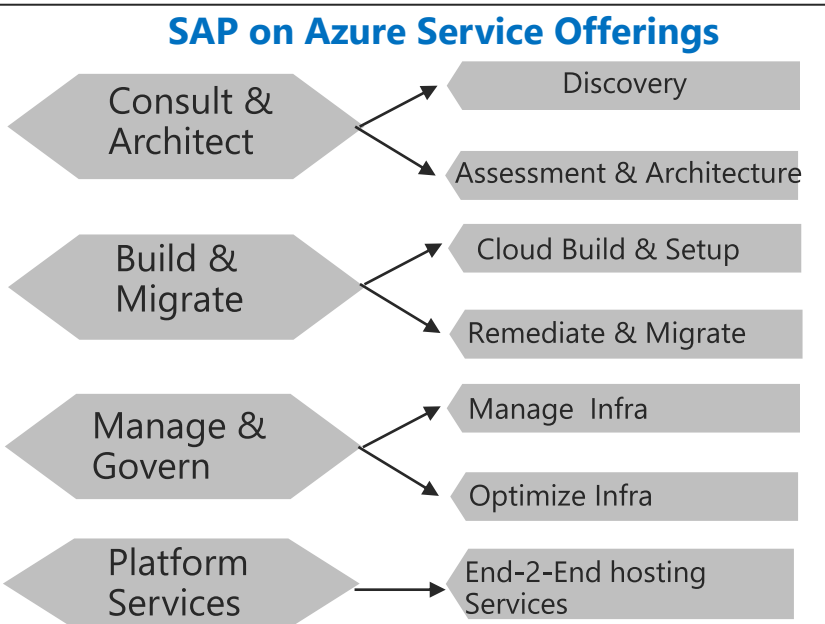 SAP on Azure Service Offerings
Consult &
Architect
Discovery
Assessment & Architecture
Build &
Migrate
Cloud Build & Setup
Remediate & Migrate
Manage &
Govern
Manage Infra
Optimize Infra
Platform
Services
End-2-End hosting
Services